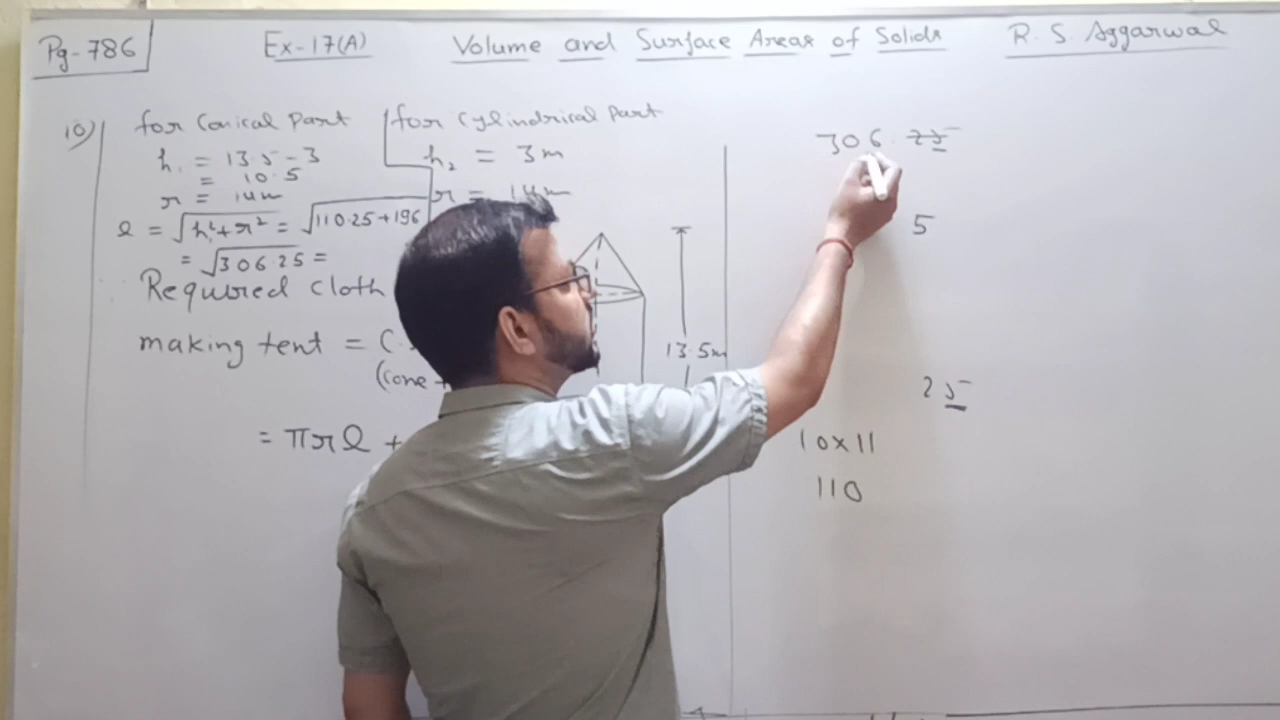 Pg-786 Ex-17(A) Volume and Surface Areas of Solids R. S. Aggarwal
10) for Conical Part for Cylindrical Part
h₁ = 13.5-3 h₂ = 3m
= 10.5
r = 14m r = 14m
l = √h₁²+r² = √110.25+196
= √306.25 =
Required cloth
making tent = C.
(Cone +
= πrl +
13.5m
306.25
5
25
10×11
110